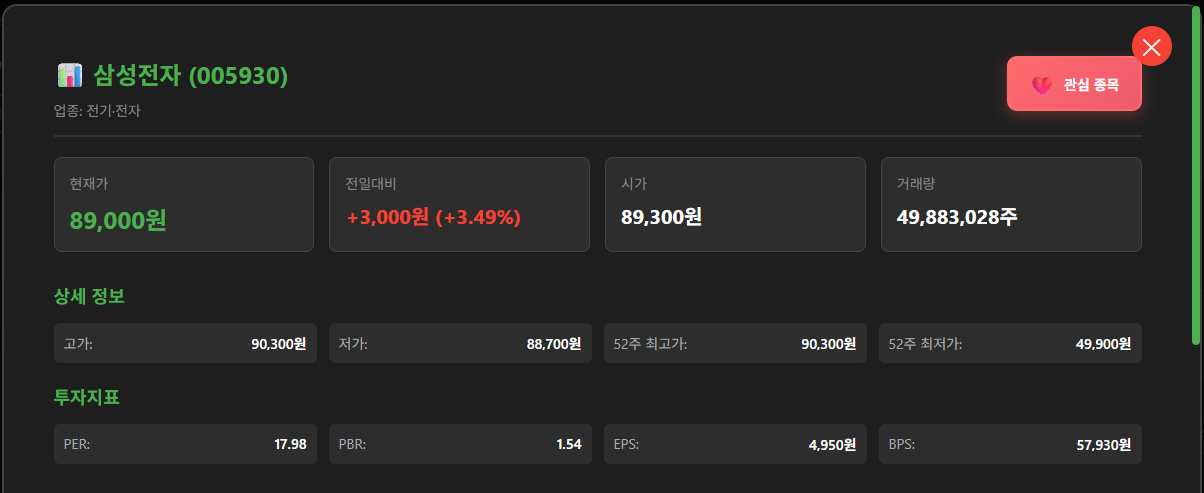 삼성전자 (005930)
관심 종목
업종: 전기·전자
현재가
89,000원
전일대비
+3,000원 (+3.49%)
시가
89,300원
거래량
49,883,028주
상세 정보
고가: 90,300원
저가: 88,700원
52주 최고가: 90,300원
52주 최저가: 49,900원
투자지표
PER: 17.98
PBR: 1.54
EPS: 4,950원
BPS: 57,930원